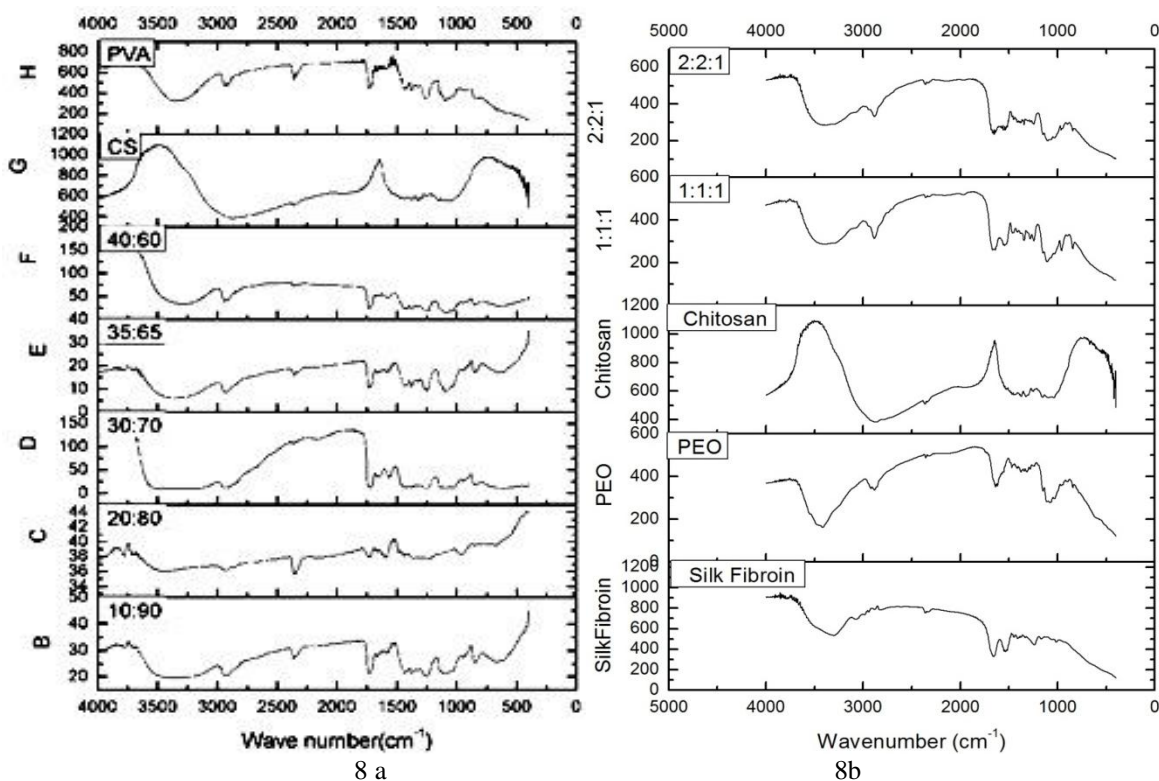 4000 3500 3000 2500 2000 1500 1000 500 0
H
800
600
400
200
PVA
G
1200
1000
800
600
400
CS
F
200
150
100
50
40:60
E
40
30
20
10
0
35:65
D
150
100
50
0
30:70
C
44
42
40
38
36
34
20:80
B
50
40
30
20
10:90
4000 3500 3000 2500 2000 1500 1000 500 0
Wave number(cm-1)
8 a
5000 4000 3000 2000 1000 0
2:2:1
600
400
200
2:2:1
1:1:1
600
400
200
1:1:1
Chitosan
1200
1000
800
600
400
Chitosan
PEO
600
400
200
0
PEO
SilkFibroin
1200
1000
800
600
400
200
0
Silk Fibroin
5000 4000 3000 2000 1000 0
Wavenumber (cm-1)
8b